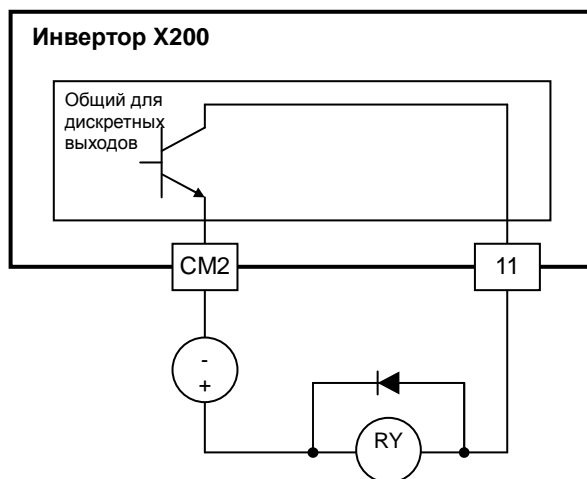 Инвертор X200
Общий для
дискретных
выходов
CM2
11
-
+
RY